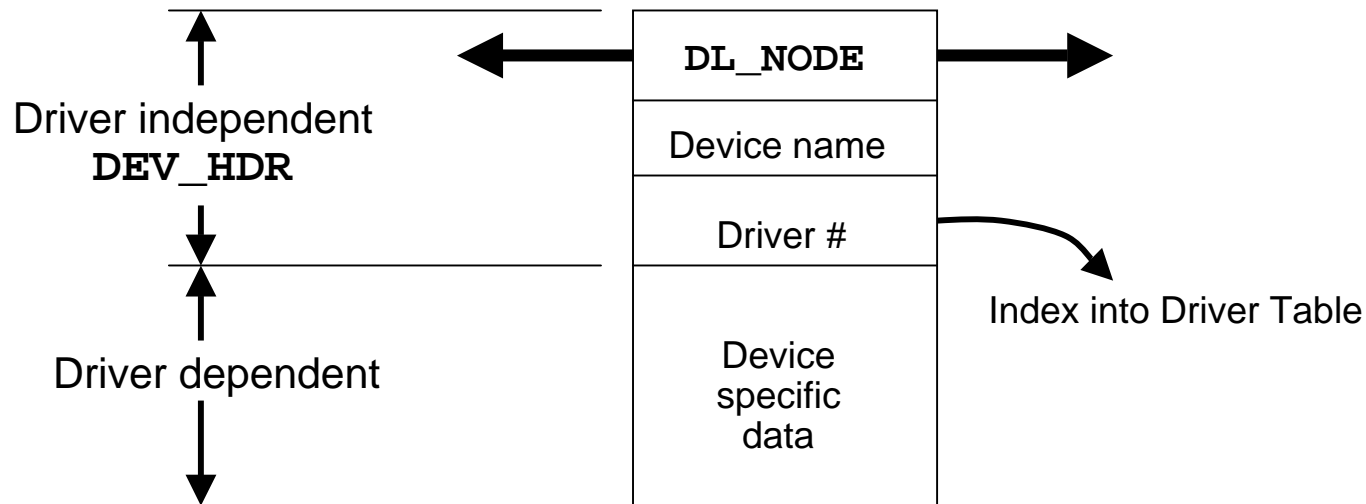 DL_NODE
Driver independent
DEV_HDR
Device name
Driver #
Index into Driver Table
Driver dependent
Device
specific
data